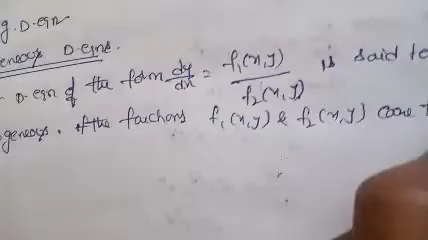 g. D-eqn
geneous D-eqns.
D-eqn of the form dy/dx = f₁(x,y)/f₂(x,y) is said to
geneous. If the functions f₁(x,y) & f₂(x,y)